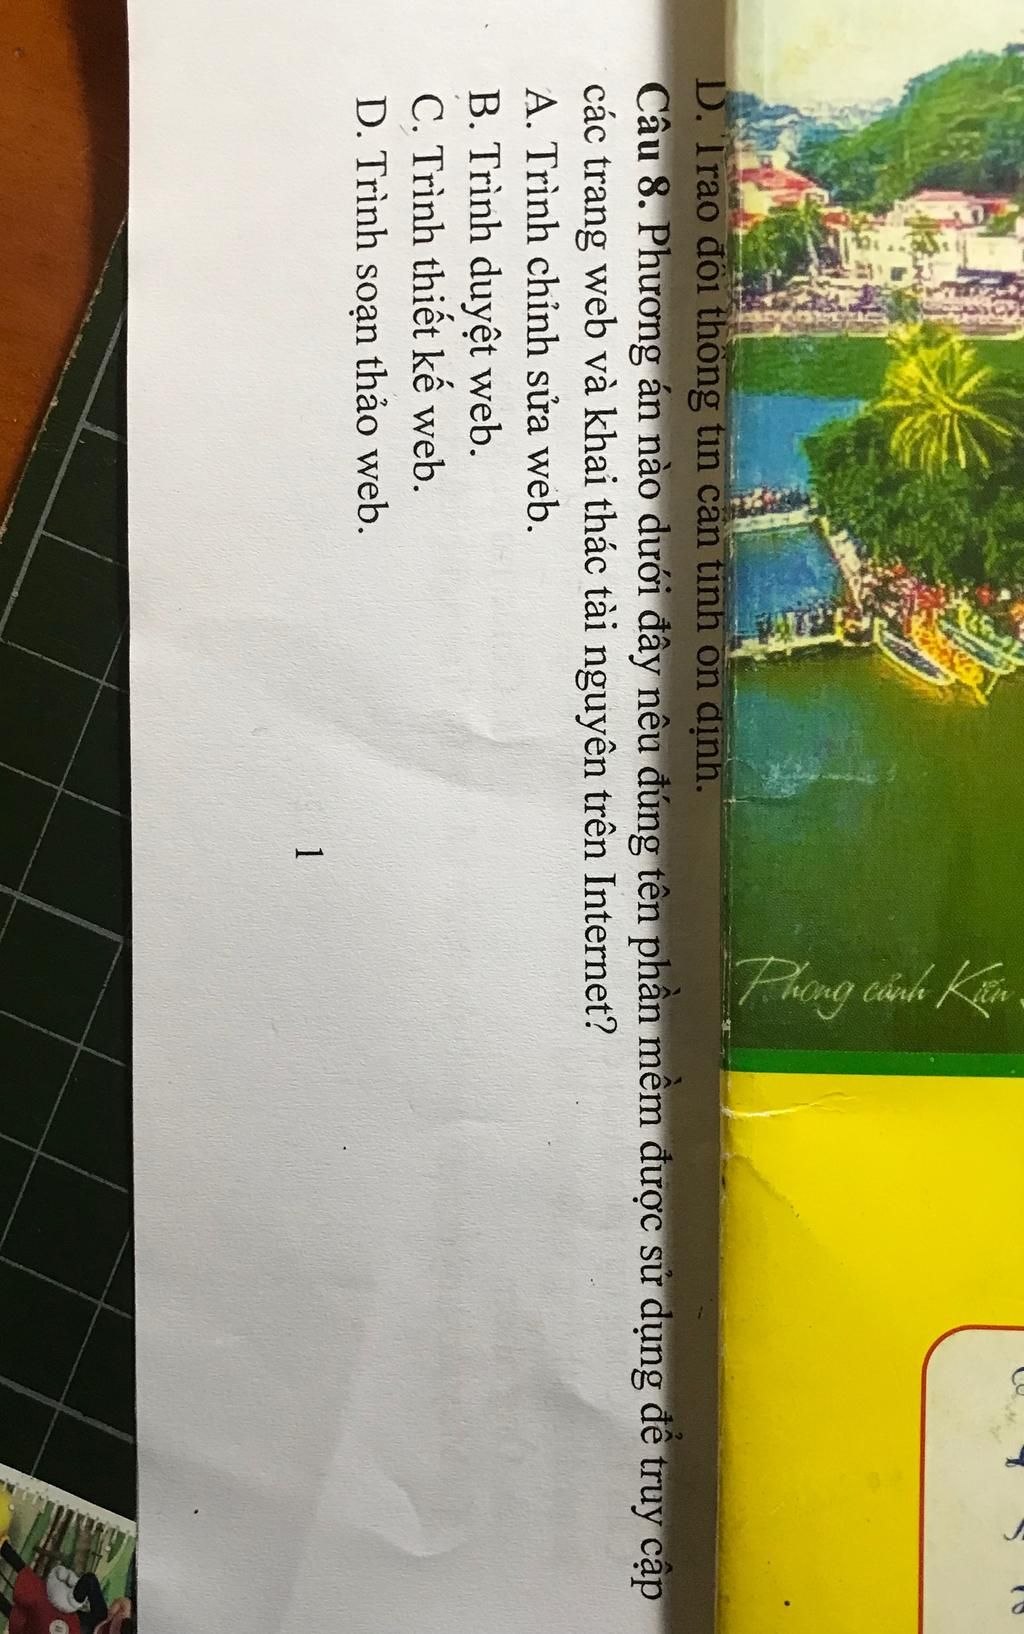 D. Trao đổi thông tin cần tính ổn định.
Câu 8. Phương án nào dưới đây nêu đúng tên phần mềm được sử dụng để truy cập
các trang web và khai thác tài nguyên trên Internet?
A. Trình chỉnh sửa web.
B. Trình duyệt web.
C. Trình thiết kế web.
D. Trình soạn thảo web.
1
Phong cảnh Kiến